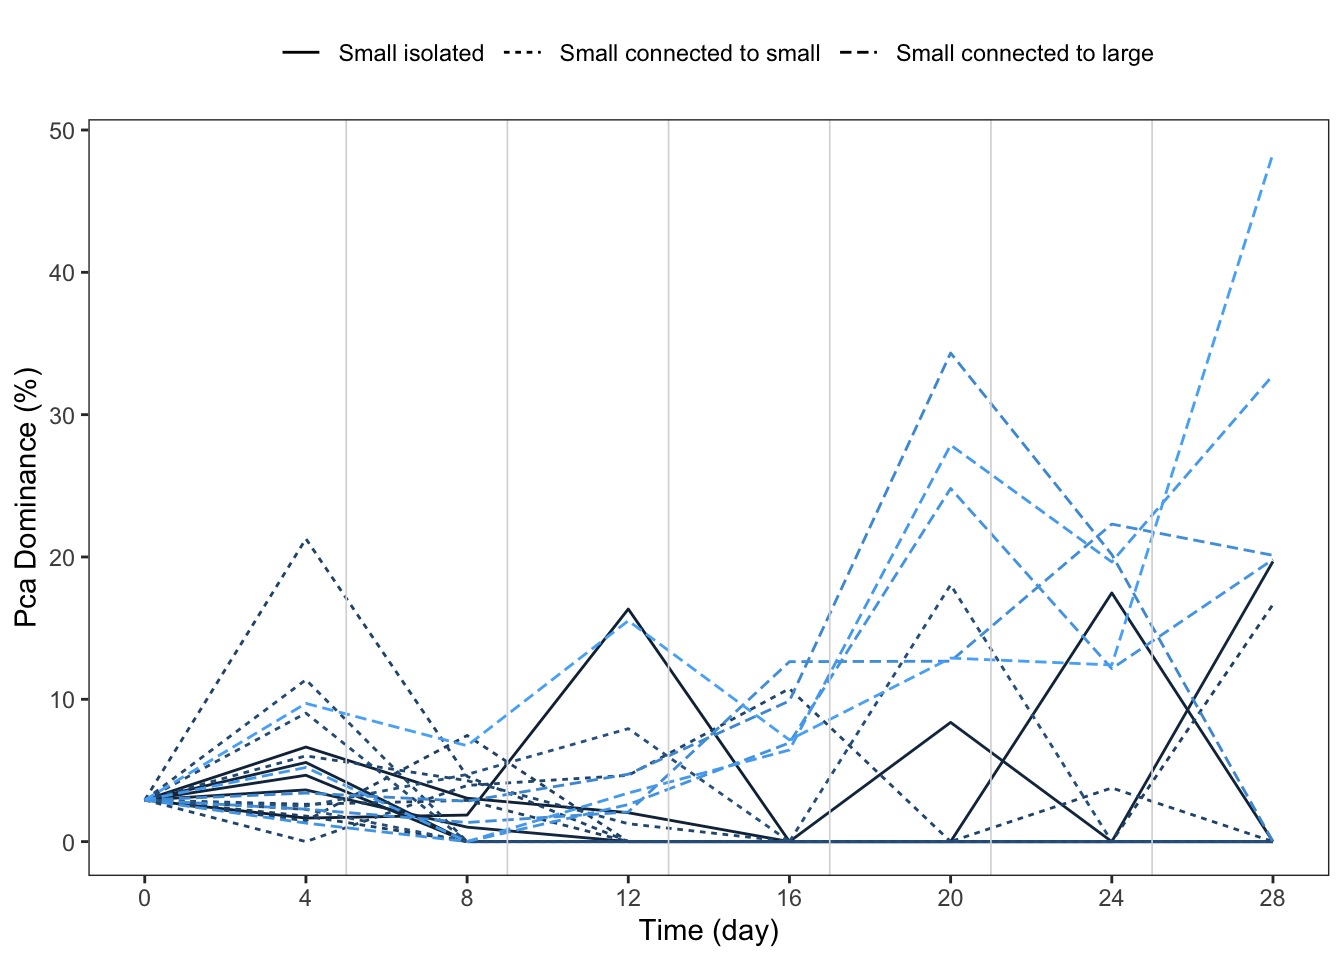 Small isolated Small connected to small Small connected to large
50
40
30
20
10
0
Pca Dominance (%)
0 4 8 12 16 20 24 28
Time (day)